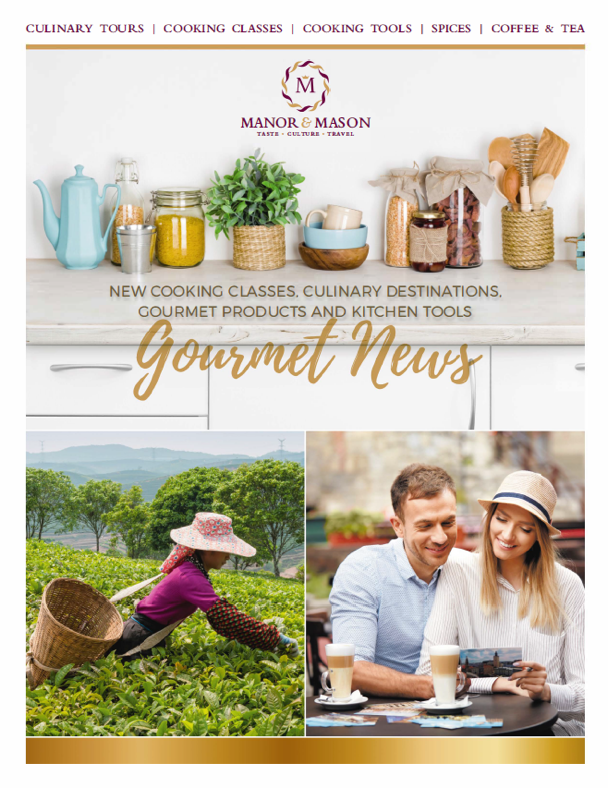 CULINARY TOURS | COOKING CLASSES | COOKING TOOLS | SPICES | COFFEE & TEA
M
MANOR & MASON
TASTE • CULTURE • TRAVEL
NEW COOKING CLASSES, CULINARY DESTINATIONS,
GOURMET PRODUCTS AND KITCHEN TOOLS
Gourmet News